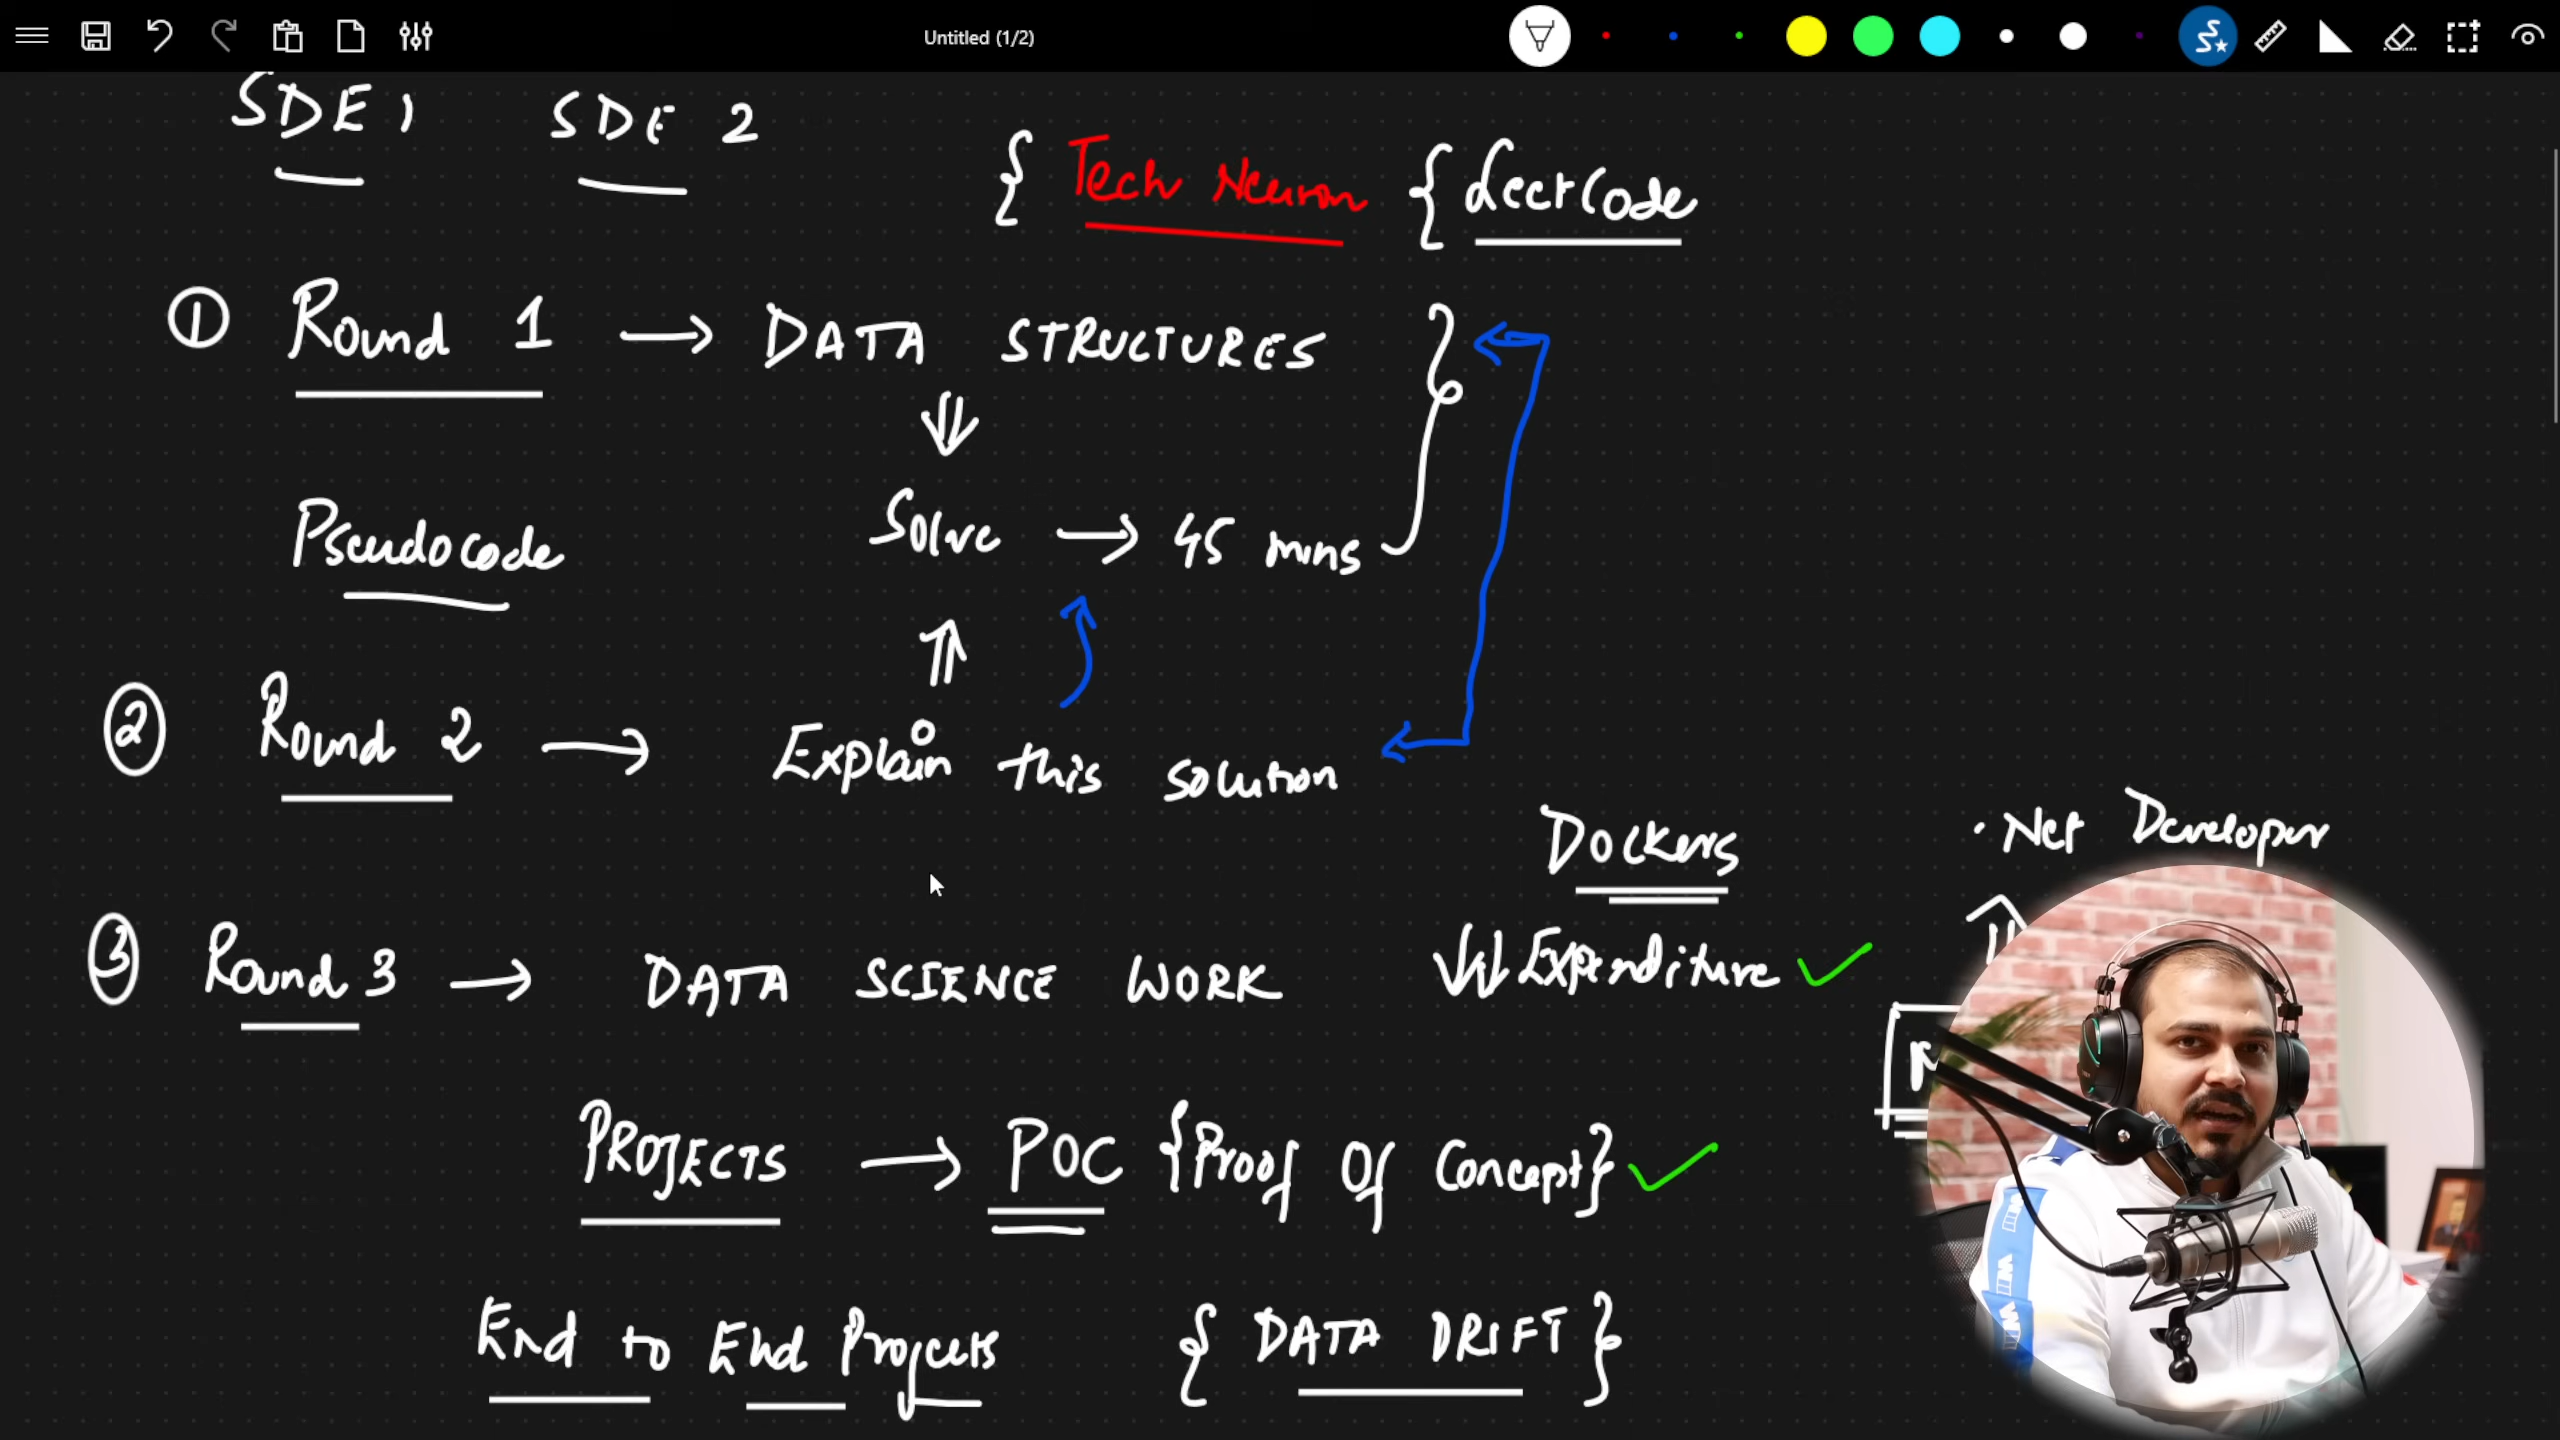 Untitled (1/2)
SDE 1 SDE 2
{ Tech Neuron { LeetCode
① Round 1 → DATA STRUCTURES
Pseudocode
Solve → 45 mins
② Round 2 → Explain this solution
Dockers
.Net Developer
③ Round 3 → DATA SCIENCE WORK
Expenditure ✓
PROJECTS → POC {Proof Of Concept} ✓
End to End Projects { DATA DRIFT }